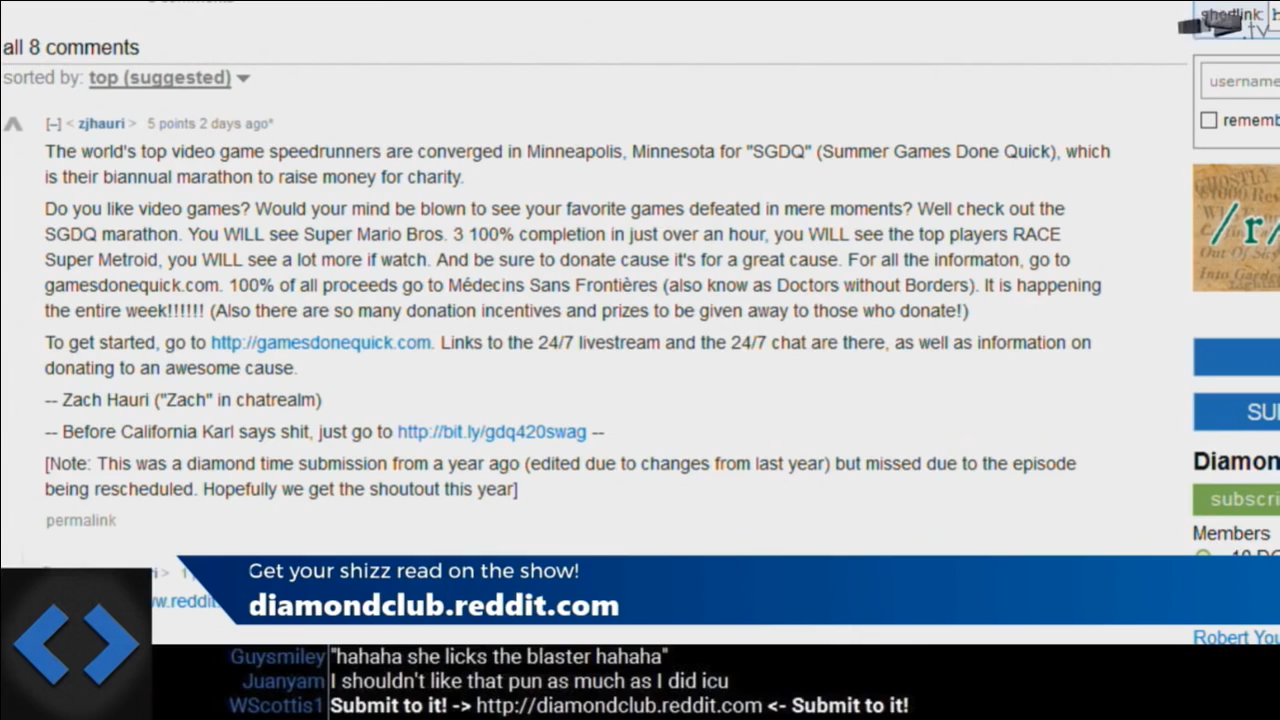 all 8 comments
sorted by: top (suggested)
[–] < zjhauri > 5 points 2 days ago*
The world's top video game speedrunners are converged in Minneapolis, Minnesota for "SGDQ" (Summer Games Done Quick), which
is their biannual marathon to raise money for charity.
Do you like video games? Would your mind be blown to see your favorite games defeated in mere moments? Well check out the
SGDQ marathon. You WILL see Super Mario Bros. 3 100% completion in just over an hour, you WILL see the top players RACE
Super Metroid, you WILL see a lot more if watch. And be sure to donate cause it's for a great cause. For all the informaton, go to
gamesdonequick.com. 100% of all proceeds go to Médecins Sans Frontières (also know as Doctors without Borders). It is happening
the entire week!!!!!! (Also there are so many donation incentives and prizes to be given away to those who donate!)
To get started, go to http://gamesdonequick.com. Links to the 24/7 livestream and the 24/7 chat are there, as well as information on
donating to an awesome cause.
-- Zach Hauri ("Zach" in chatrealm)
-- Before California Karl says shit, just go to http://bit.ly/gdq420swag --
[Note: This was a diamond time submission from a year ago (edited due to changes from last year) but missed due to the episode
being rescheduled. Hopefully we get the shoutout this year]
permalink
.tv
username
rememb
/r/
SU
Diamon
subscri
Members
Robert You
w.reddit
Get your shizz read on the show!
diamondclub.reddit.com
Guysmiley "hahaha she licks the blaster hahaha"
Juanyam I shouldn't like that pun as much as I did icu
WScottis1 Submit to it! -> http://diamondclub.reddit.com <- Submit to it!